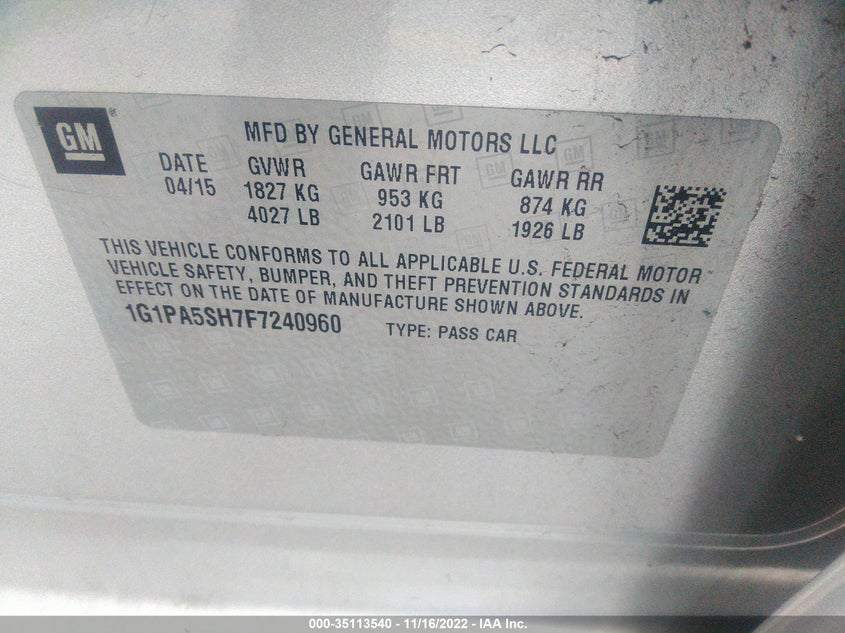 GM
MFD BY GENERAL MOTORS LLC
DATE GVWR GAWR FRT GAWR RR
04/15 1827 KG 953 KG 874 KG
4027 LB 2101 LB 1926 LB
THIS VEHICLE CONFORMS TO ALL APPLICABLE U.S. FEDERAL MOTOR
VEHICLE SAFETY, BUMPER, AND THEFT PREVENTION STANDARDS IN
EFFECT ON THE DATE OF MANUFACTURE SHOWN ABOVE.
1G1PA5SH7F7240960 TYPE: PASS CAR
000-35113540 - 11/16/2022 - IAA Inc.